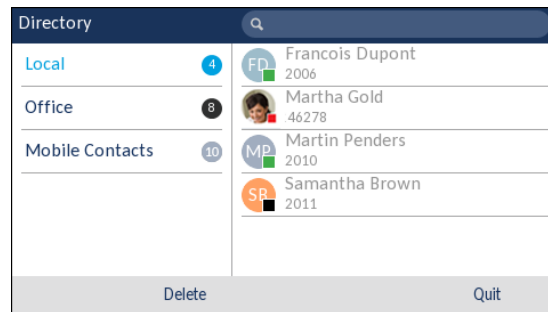 Directory
Local
4
Office
8
Mobile Contacts
10
FD
Francois Dupont
2006
Martha Gold
46278
MP
Martin Penders
2010
SB
Samantha Brown
2011
Delete
Quit